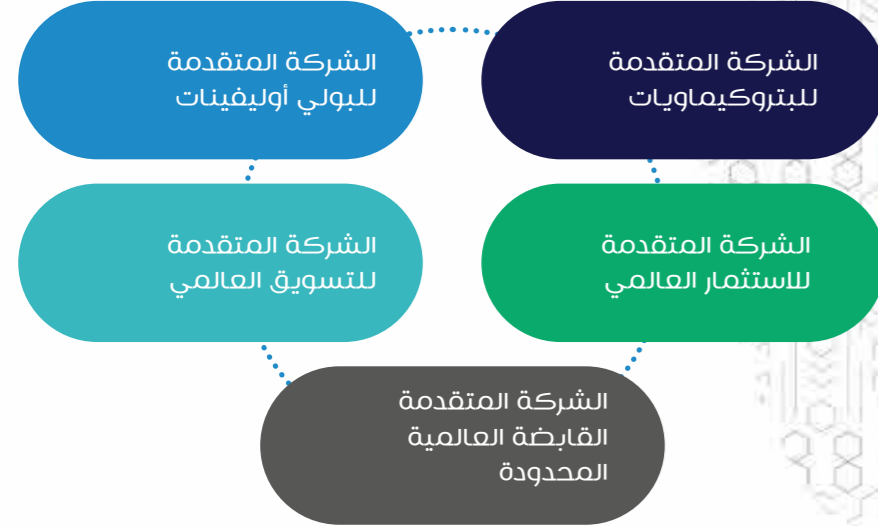 الشركة المتقدمة
للبتروكيماويات
الشركة المتقدمة
للبولي أوليفينات
الشركة المتقدمة
للاستثمار العالمي
الشركة المتقدمة
للتسويق العالمي
الشركة المتقدمة
القابضة العالمية
المحدودة